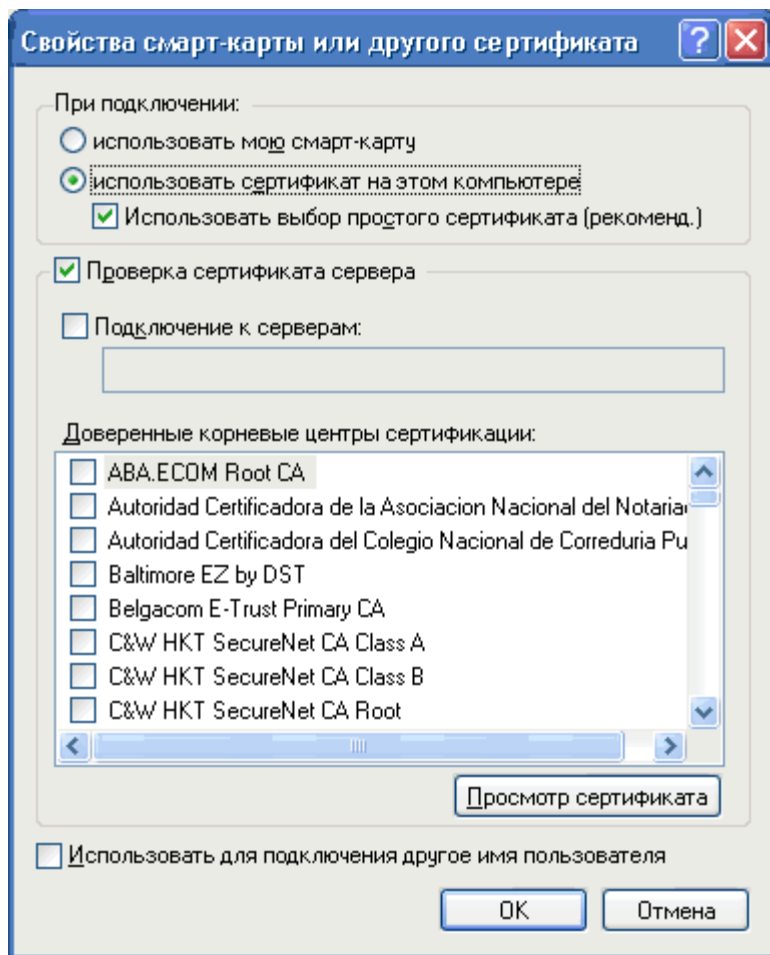 Свойства смарт-карты или другого сертификата
При подключении:
использовать мою смарт-карту
использовать сертификат на этом компьютере
Использовать выбор простого сертификата (рекоменд.)
Проверка сертификата сервера
Подключение к серверам:
Доверенные корневые центры сертификации:
ABA.ECOM Root CA
Autoridad Certificadora de la Asociacion Nacional del Notaria
Autoridad Certificadora del Colegio Nacional de Correduria Pu
Baltimore EZ by DST
Belgacom E-Trust Primary CA
C&W HKT SecureNet CA Class A
C&W HKT SecureNet CA Class B
C&W HKT SecureNet CA Root
Просмотр сертификата
Использовать для подключения другое имя пользователя
OK Отмена